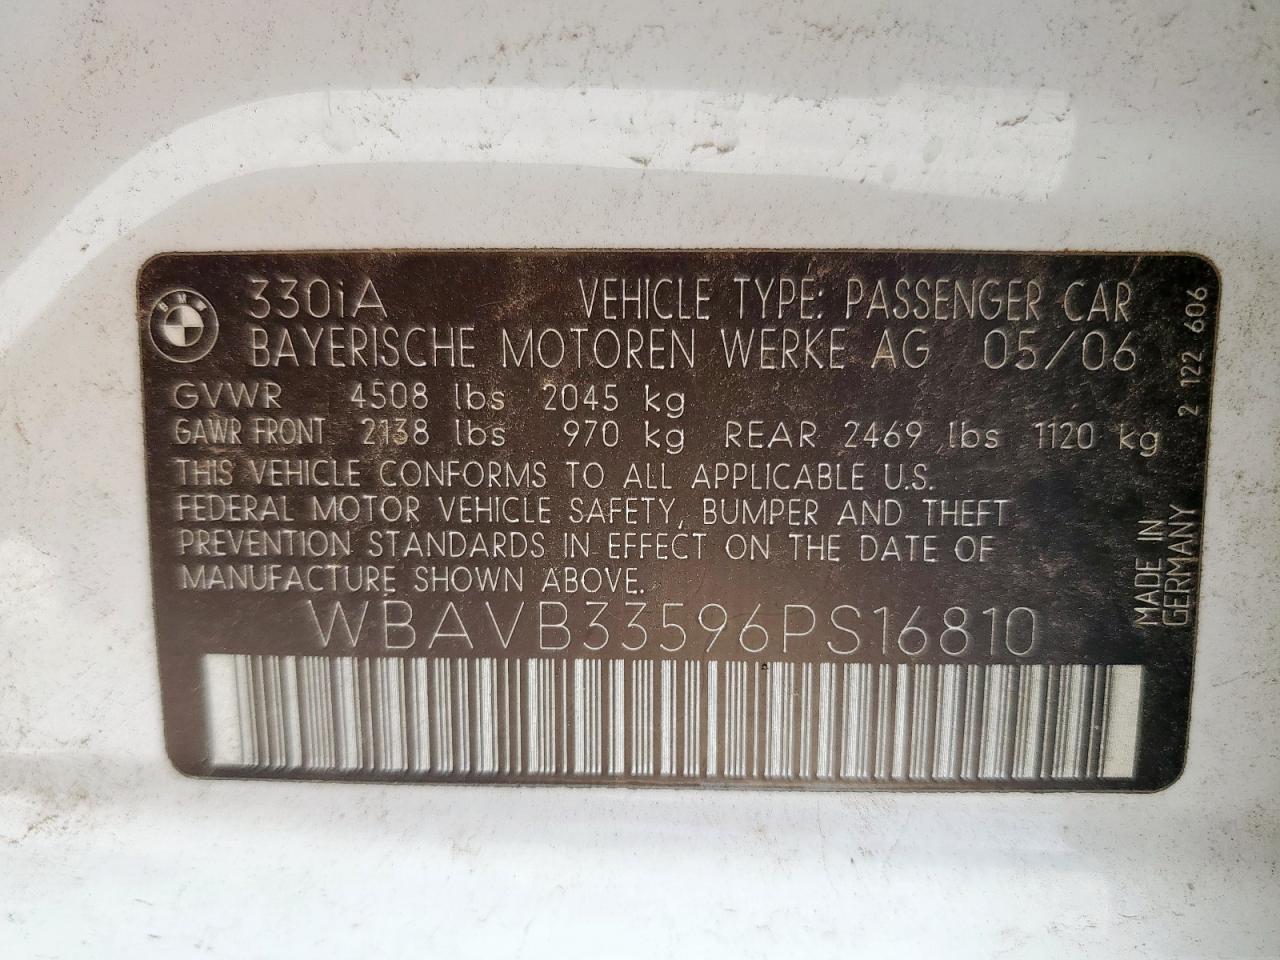 BMW
330iA VEHICLE TYPE: PASSENGER CAR
BAYERISCHE MOTOREN WERKE AG 05/06
GVWR 4508 lbs 2045 kg
GAWR FRONT 2138 lbs 970 kg REAR 2469 lbs 1120 kg
THIS VEHICLE CONFORMS TO ALL APPLICABLE U.S.
FEDERAL MOTOR VEHICLE SAFETY, BUMPER AND THEFT
PREVENTION STANDARDS IN EFFECT ON THE DATE OF
MANUFACTURE SHOWN ABOVE.
WBAVB33596PS16810
MADE IN
GERMANY
2 122 606